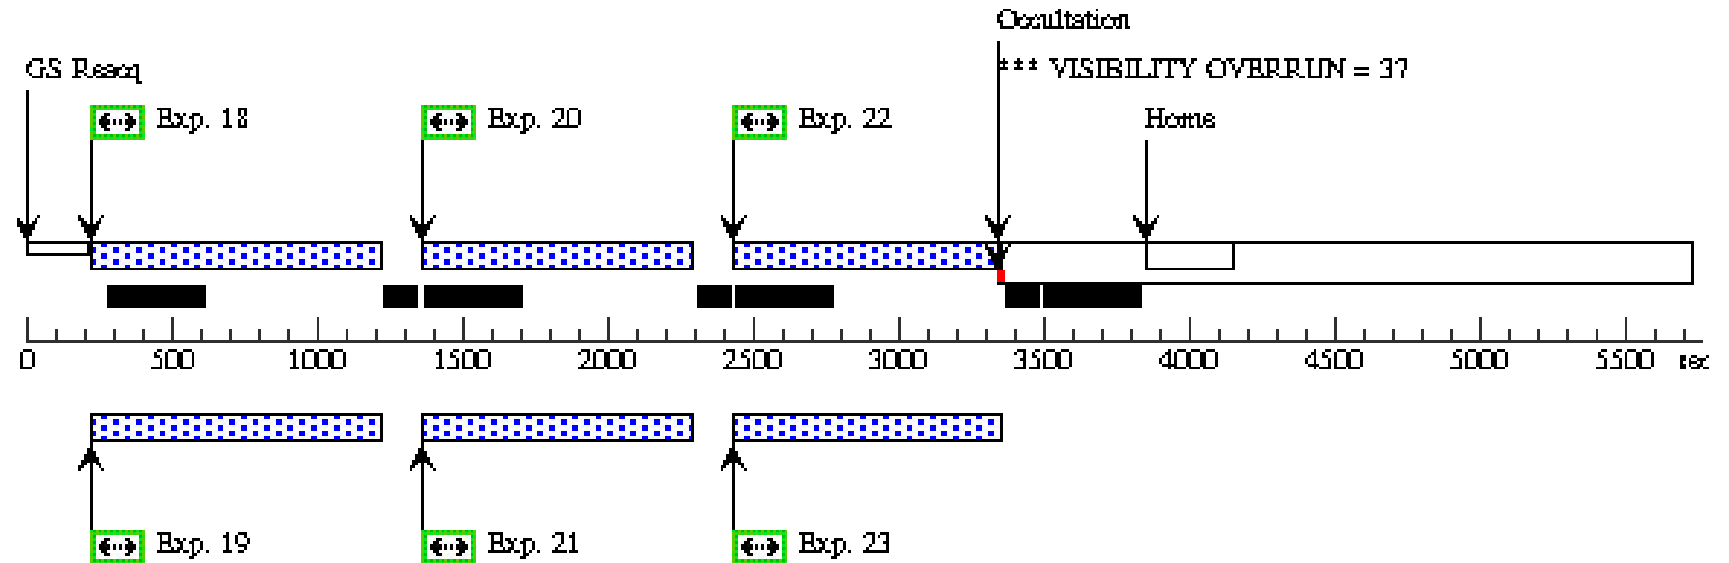 Occultation
*** VISIBILITY OVERRUN = 37
GS Reacq
Exp. 18
Exp. 20
Exp. 22
Home
0 500 1000 1500 2000 2500 3000 3500 4000 4500 5000 5500 sec
Exp. 19
Exp. 21
Exp. 23